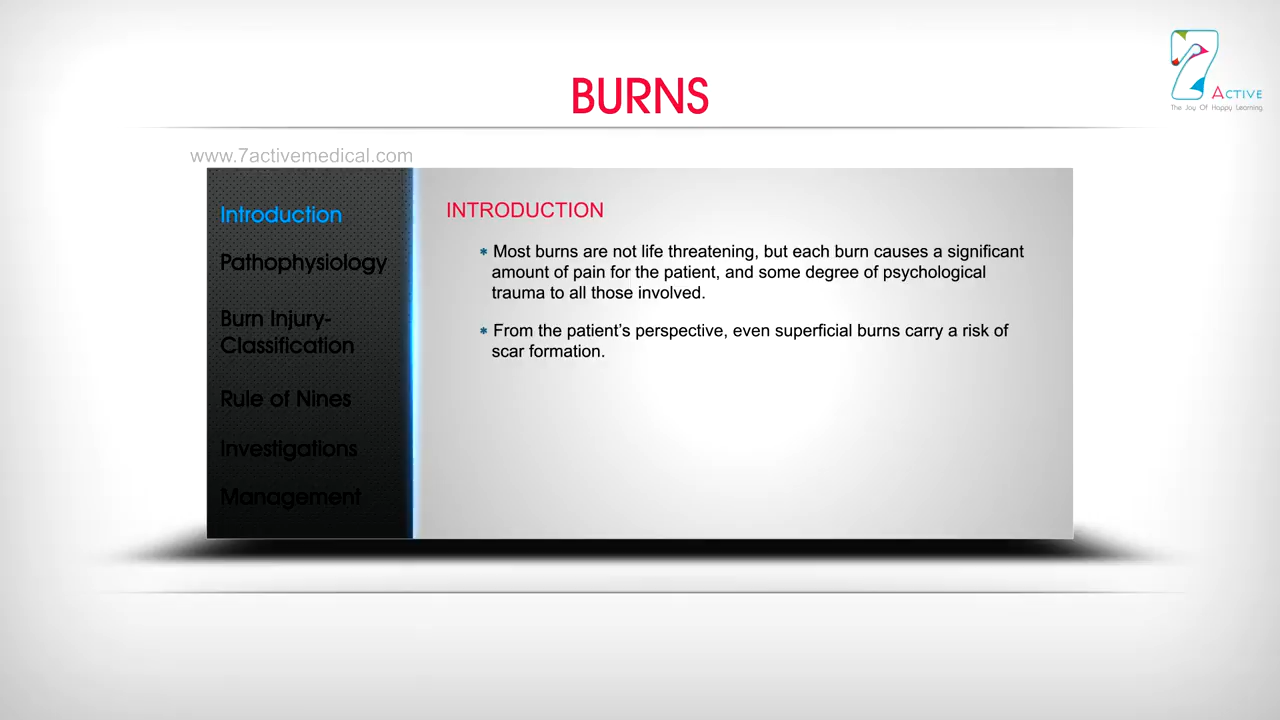 BURNS
7
ACTIVE
The Joy Of Happy Learning.
www.7activemedical.com
Introduction
Pathophysiology
Burn Injury-
Classification
Rule of Nines
Investigations
Management
INTRODUCTION
* Most burns are not life threatening, but each burn causes a significant
amount of pain for the patient, and some degree of psychological
trauma to all those involved.
* From the patient's perspective, even superficial burns carry a risk of
scar formation.